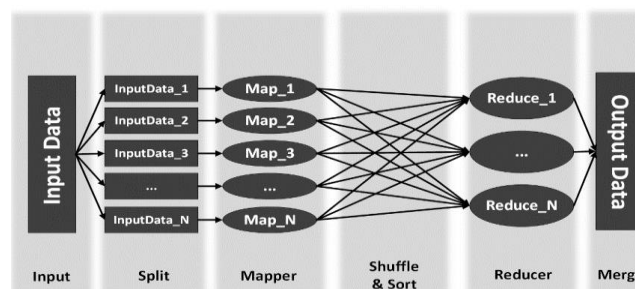 Input Data
InputData_1
InputData_2
InputData_3
...
InputData_N
Map_1
Map_2
Map_3
...
Map_N
Reduce_1
...
Reduce_N
Output Data
Input
Split
Mapper
Shuffle
& Sort
Reducer
Merg